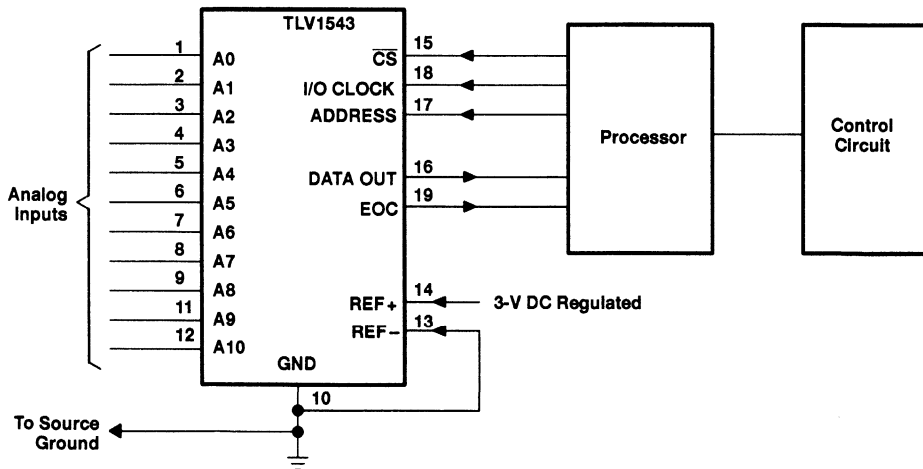 TLV1543
1
A0
2
A1
3
A2
4
A3
5
A4
6
A5
7
A6
8
A7
9
A8
11
A9
12
A10
Analog
Inputs
15
C̅S̅
18
I/O CLOCK
17
ADDRESS
16
DATA OUT
19
EOC
14
REF+
3-V DC Regulated
13
REF−
GND
10
To Source
Ground
Processor
Control
Circuit